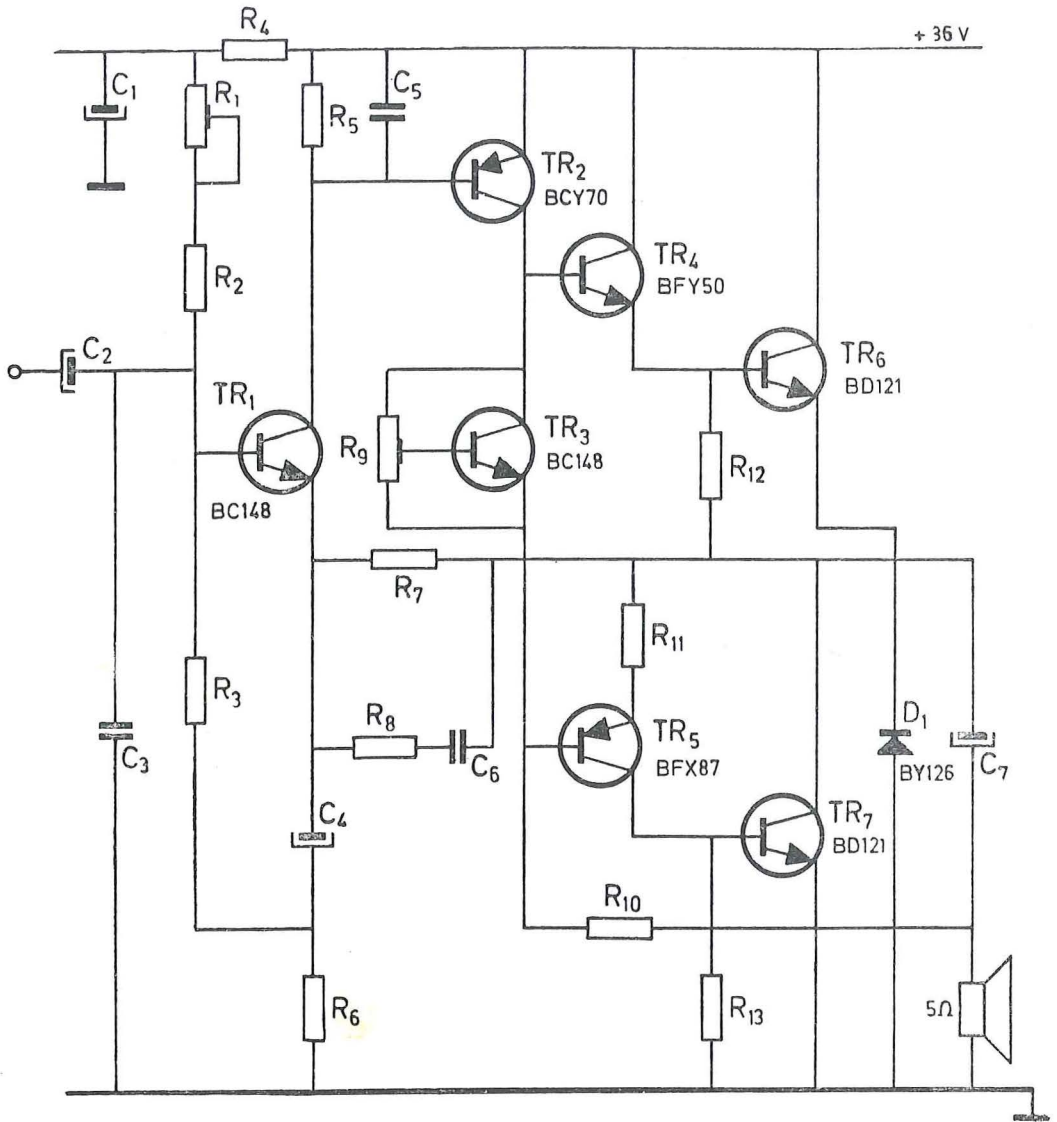 R4
+ 36 V
C1
R1
R5
C5
TR2
BCY70
R2
TR4
BFY50
C2
TR1
TR6
BD121
R9
TR3
BC148
R12
BC148
R7
R11
R3
C3
R8
C6
TR5
BFX87
D1
BY126
C7
C4
TR7
BD121
R10
R6
R13
5Ω